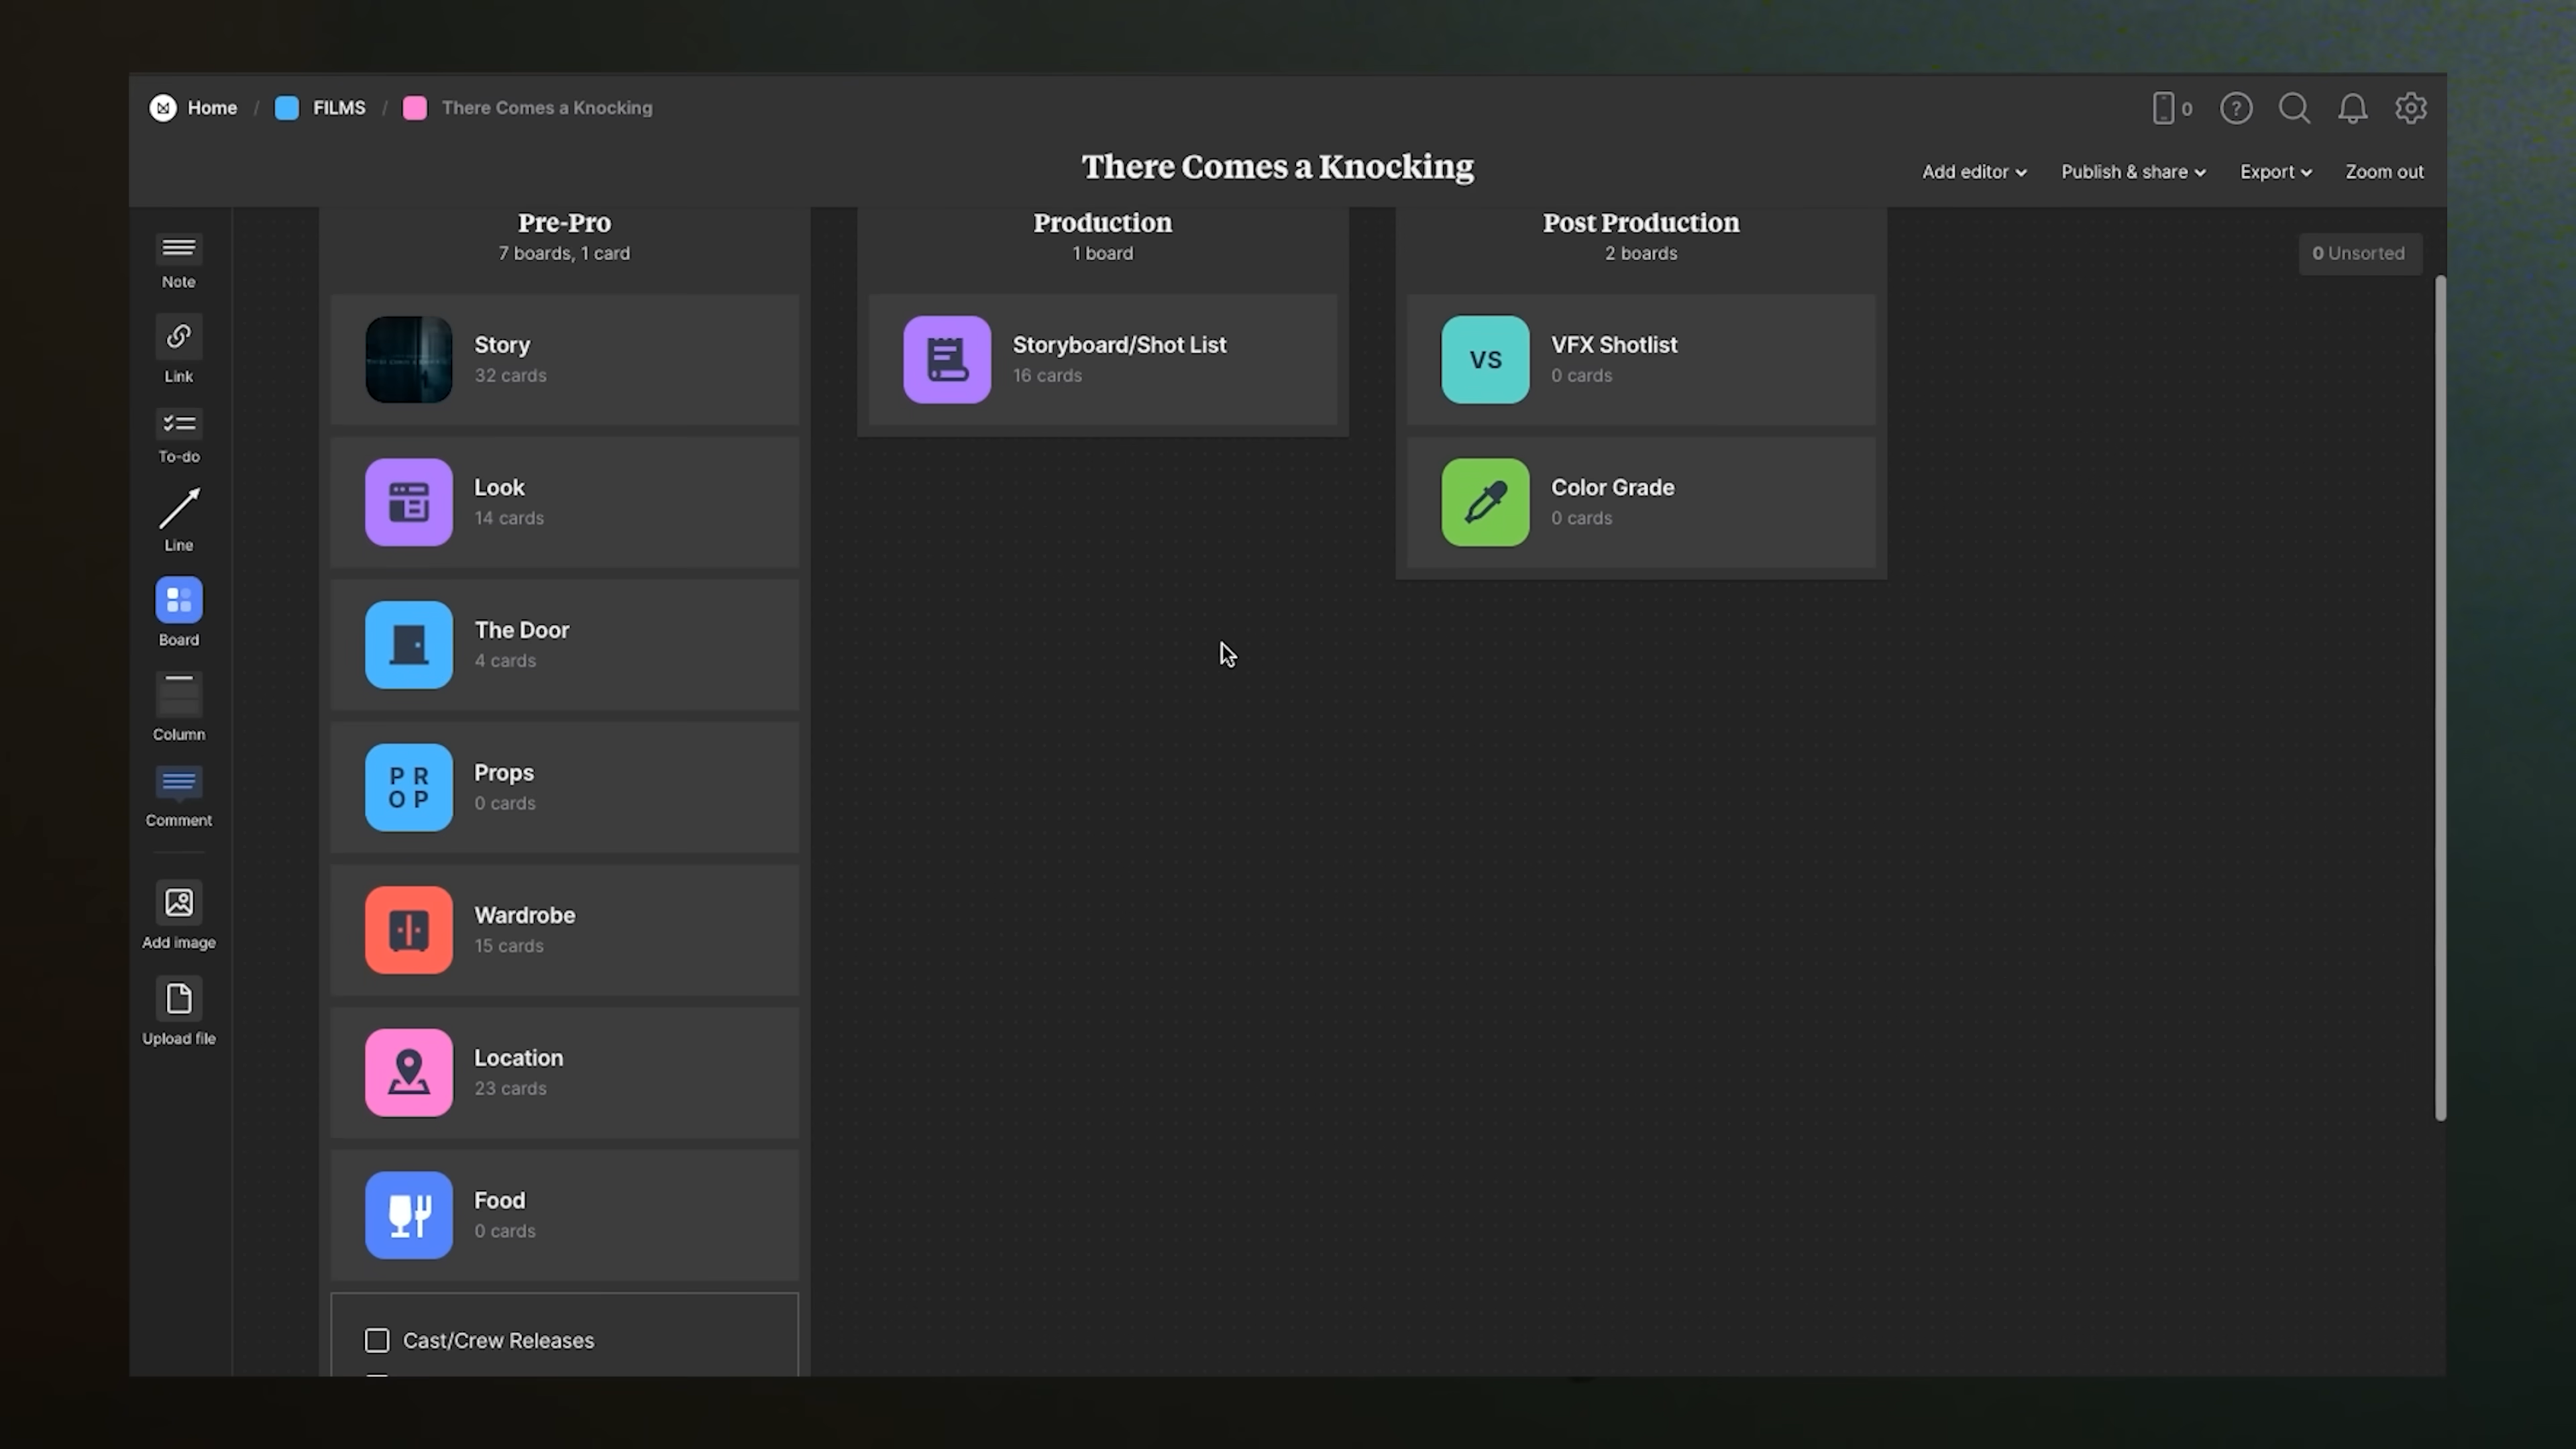 Home / FILMS / There Comes a Knocking
0
There Comes a Knocking
Add editor
Publish & share
Export
Zoom out
Note
Link
To-do
Line
Board
Column
Comment
Add image
Upload file
Pre-Pro
7 boards, 1 card
Story
32 cards
Look
14 cards
The Door
4 cards
PR
OP
Props
0 cards
Wardrobe
15 cards
Location
23 cards
Food
0 cards
Cast/Crew Releases
Production
1 board
Storyboard/Shot List
16 cards
Post Production
2 boards
VS
VFX Shotlist
0 cards
Color Grade
0 cards
0 Unsorted